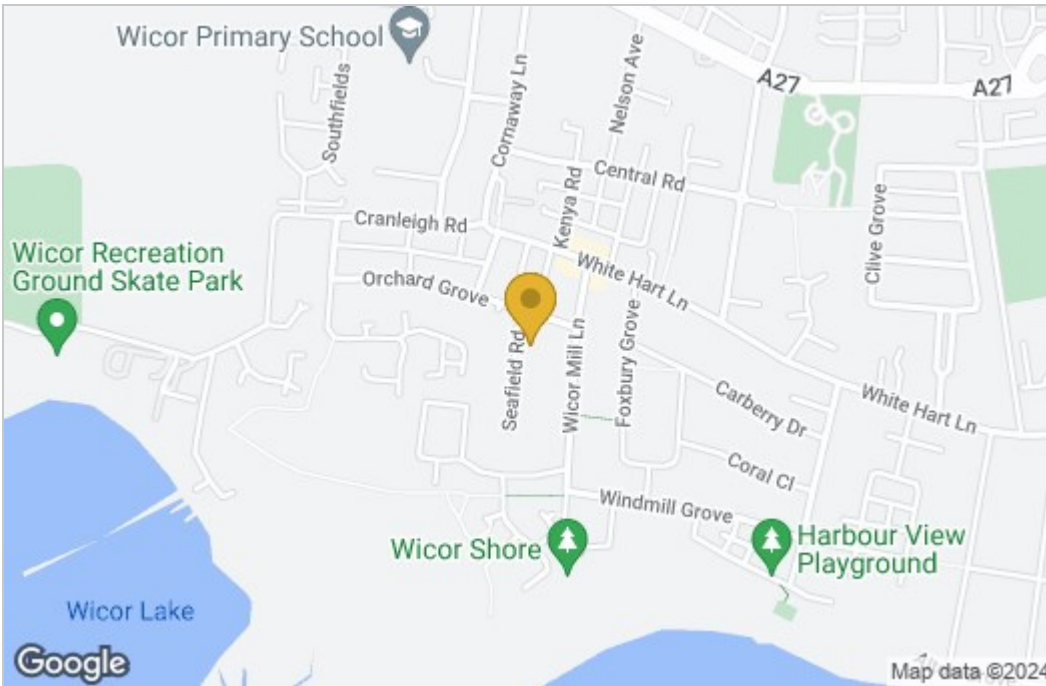 Wicor Primary School
Southfields
Cornaway Ln
Nelson Ave
A27
A27
Central Rd
Kenya Rd
Clive Grove
Cranleigh Rd
White Hart Ln
Wicor Recreation
Ground Skate Park
Orchard Grove
Seafield Rd
Wicor Mill Ln
Foxbury Grove
Carberry Dr
White Hart Ln
Coral Cl
Windmill Grove
Wicor Shore
Harbour View
Playground
Wicor Lake
Google
Map data ©2024